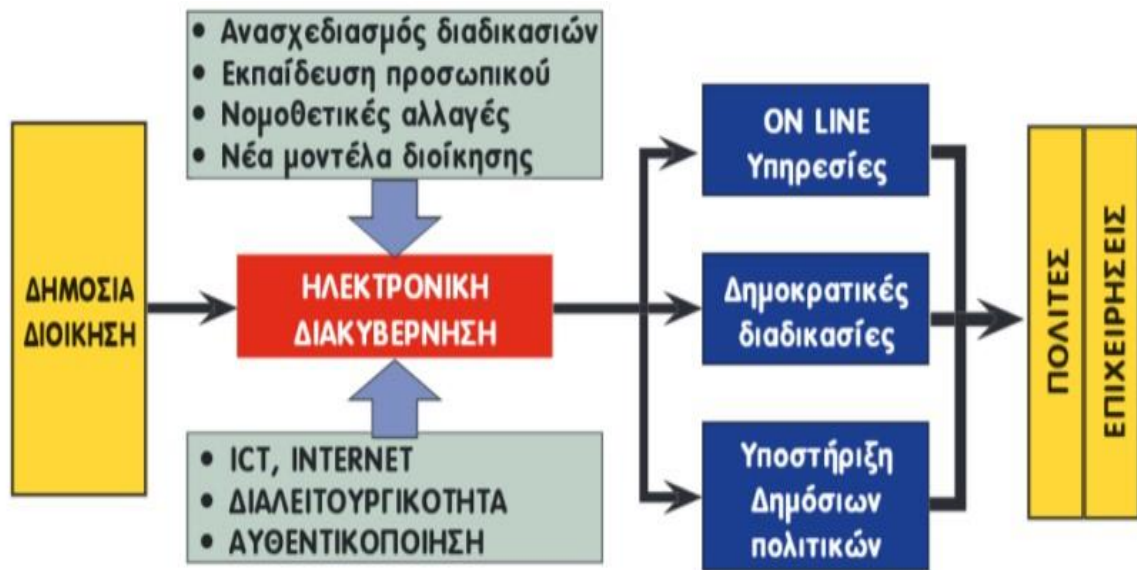 • Ανασχεδιασμός διαδικασιών
• Εκπαίδευση προσωπικού
• Νομοθετικές αλλαγές
• Νέα μοντέλα διοίκησης
ΔΗΜΟΣΙΑ
ΔΙΟΙΚΗΣΗ
ΗΛΕΚΤΡΟΝΙΚΗ
ΔΙΑΚΥΒΕΡΝΗΣΗ
• ICT, INTERNET
• ΔΙΑΛΕΙΤΟΥΡΓΙΚΟΤΗΤΑ
• ΑΥΘΕΝΤΙΚΟΠΟΙΗΣΗ
ON LINE
Υπηρεσίες
Δημοκρατικές
διαδικασίες
Υποστήριξη
Δημόσιων
πολιτικών
ΠΟΛΙΤΕΣ
ΕΠΙΧΕΙΡΗΣΕΙΣ